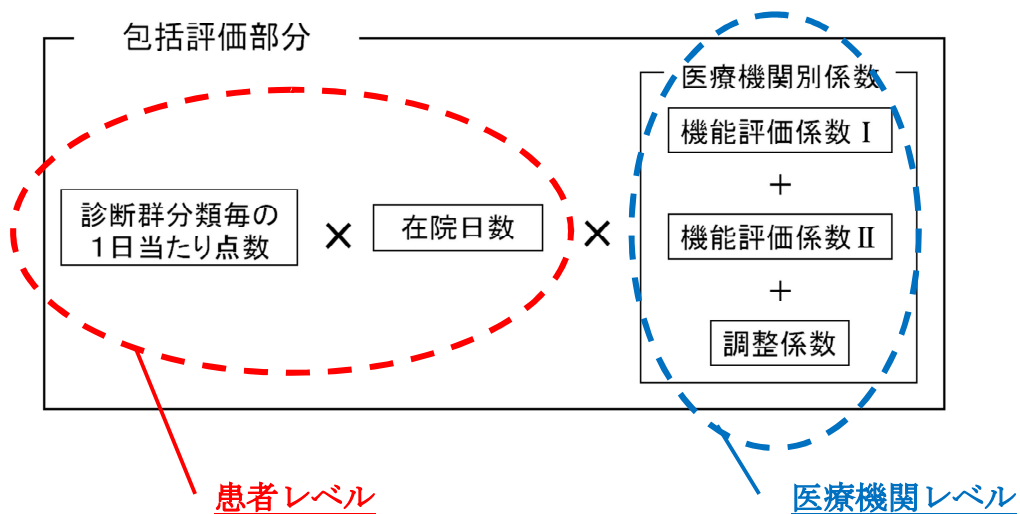 包括評価部分
医療機関別係数
機能評価係数Ⅰ
+
診断群分類毎の
1日当たり点数
×
在院日数
×
機能評価係数Ⅱ
+
調整係数
患者レベル
医療機関レベル